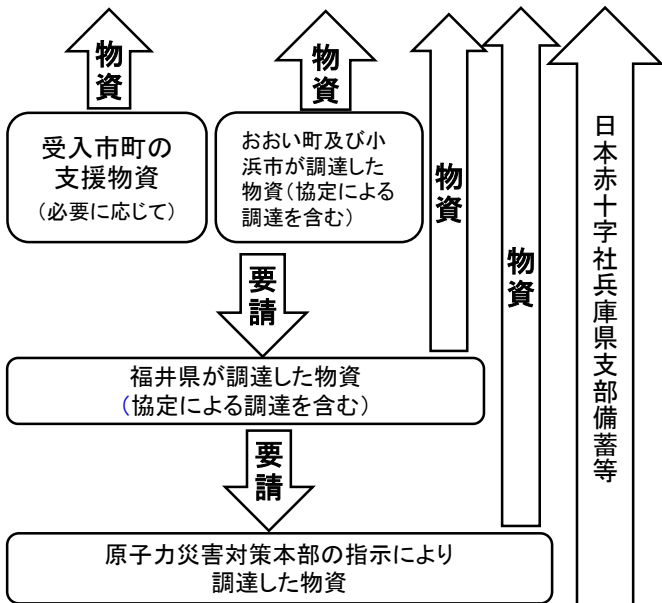 物資
物資
受入市町の
支援物資
(必要に応じて)
おおい町及び小
浜市が調達した
物資(協定による
調達を含む)
物資
物資
日本赤十字社兵庫県支部備蓄等
要請
福井県が調達した物資
(協定による調達を含む)
要請
原子力災害対策本部の指示により
調達した物資